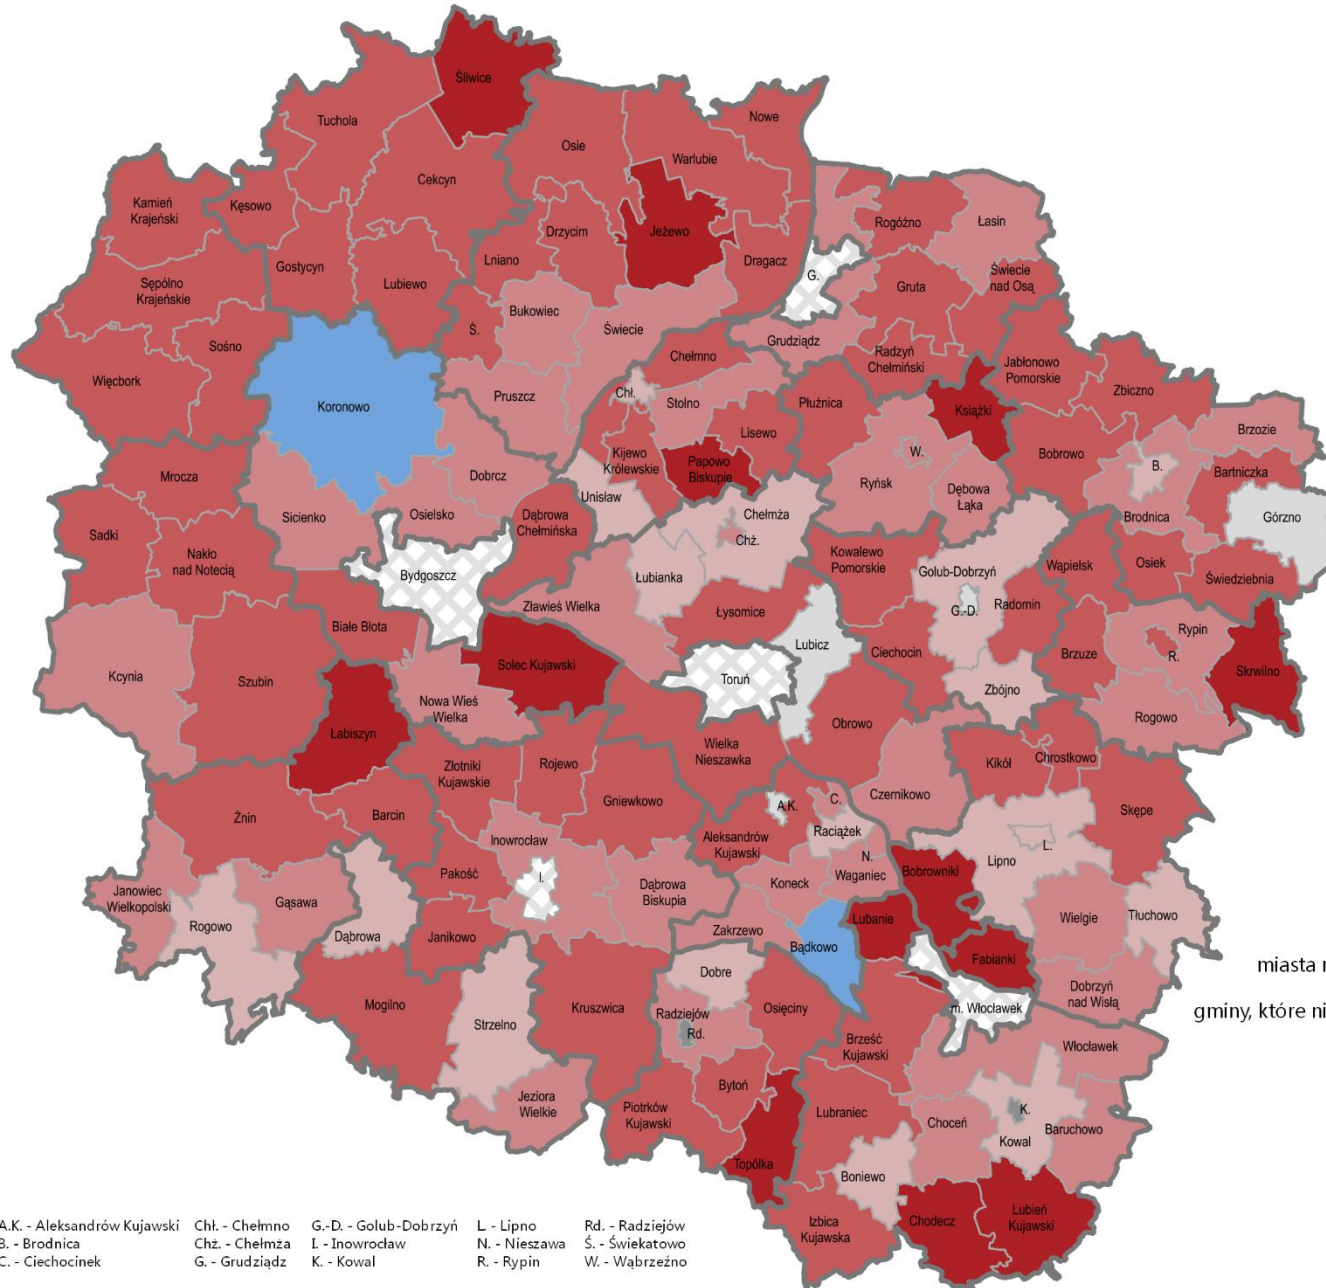 Śliwice
Tuchola
Nowe
Osie
Warlubie
Cekcyn
Kamień
Krajeński
Kęsowo
Rogóźno
Łasin
Drzycim
Jeżewo
Lniano
Dragacz
Gostycyn
Świecie
nad Osą
G.
Sępólno
Krajeńskie
Lubiewo
Gruta
Bukowiec
Świecie
Ś.
Sośno
Grudziądz
Chełmno
Radzyń
Chełmiński
Jabłonowo
Pomorskie
Zbiczno
Więcbork
Koronowo
Pruszcz
Chł.
Stolno
Płużnica
Książki
Brzozie
Lisewo
Kijewo
Królewskie
Papowo
Biskupie
W.
Bobrowo
B.
Bartniczka
Mrocza
Dobrcz
Unisław
Ryńsk
Dębowa
Łąka
Brodnica
Górzno
Sicienko
Osielsko
Dąbrowa
Chełmińska
Chełmża
Chż.
Sadki
Nakło
nad Notecią
Bydgoszcz
Łubianka
Kowalewo
Pomorskie
Golub-Dobrzyń
Wąpielsk
Osiek
Świedziebnia
Zławieś Wielka
Łysomice
G.-D.
Radomin
Białe Błota
Lubicz
Rypin
R.
Kcynia
Szubin
Solec Kujawski
Toruń
Ciechocin
Brzuze
Skrwilno
Nowa Wieś
Wielka
Zbójno
Łabiszyn
Obrowo
Rogowo
Złotniki
Kujawskie
Rojewo
Wielka
Nieszawka
Kikół
Chrostkowo
Gniewkowo
Czernikowo
Skępe
Żnin
Barcin
A.K.
C.
Inowrocław
Aleksandrów
Kujawski
Raciążek
Lipno
L.
Pakość
I.
N.
Waganiec
Bobrowniki
Janowiec
Wielkopolski
Gąsawa
Dąbrowa
Biskupia
Koneck
Rogowo
Dąbrowa
Janikowo
Zakrzewo
Lubanie
Wielgie
Tłuchowo
Bądkowo
Fabianki
miasta
Dobre
Dobrzyń
nad Wisłą
Mogilno
Kruszwica
Osięciny
m. Włocławek
gminy, które ni
Strzelno
Radziejów
Rd.
Brześć
Kujawski
Włocławek
Bytoń
Jeziora
Wielkie
Piotrków
Kujawski
Lubraniec
K.
Choceń
Kowal
Baruchowo
Topólka
Boniewo
Izbica
Kujawska
Chodecz
Lubień
Kujawski
A.K. - Aleksandrów Kujawski Chł. - Chełmno G.-D. - Golub-Dobrzyń L. - Lipno Rd. - Radziejów
B. - Brodnica Chż. - Chełmża I. - Inowrocław N. - Nieszawa Ś. - Świekatowo
C. - Ciechocinek G. - Grudziądz K. - Kowal R. - Rypin W. - Wąbrzeźno